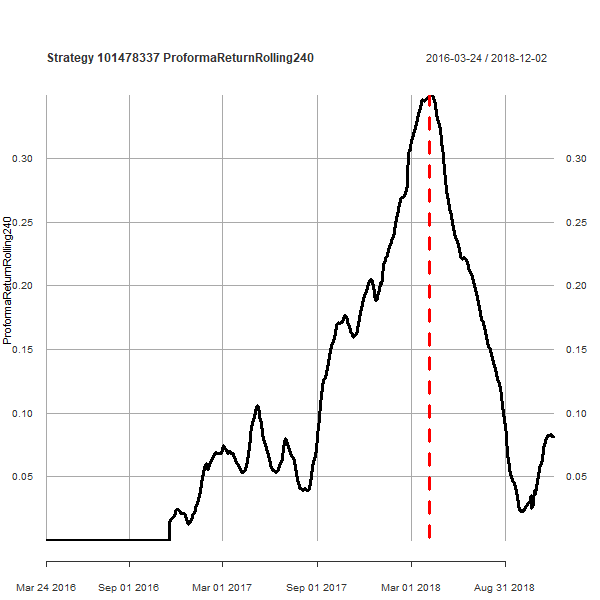 Strategy 101478337 ProformaReturnRolling240 2016-03-24 / 2018-12-02
0.30 0.30
0.25 0.25
0.20 0.20
0.15 0.15
0.10 0.10
0.05 0.05
ProformaReturnRolling240
Mar 24 2016 Sep 01 2016 Mar 01 2017 Sep 01 2017 Mar 01 2018 Aug 31 2018